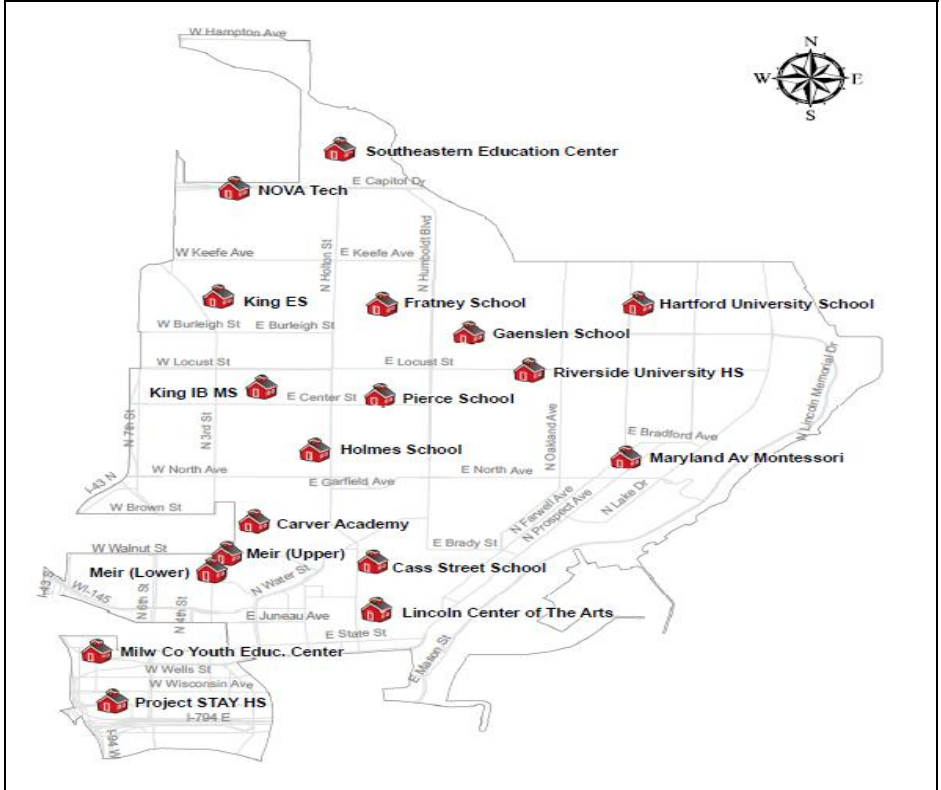 W Hampton Ave
N
W E
S
Southeastern Education Center
E Capitol Dr
NOVA Tech
N Holton St
N Humboldt Blvd
W Keefe Ave
E Keefe Ave
King ES
Fratney School
Hartford University School
W Burleigh St
E Burleigh St
Gaenslen School
W Locust St
E Locust St
Riverside University HS
N Lincoln Memorial Dr
King IB MS
E Center St
Pierce School
N 7th St
N 3rd St
N Oakland Ave
E Bradford Ave
Holmes School
Maryland Av Montessori
W North Ave
E North Ave
I-43 N
E Garfield Ave
N Farwell Ave
N Prospect Ave
N Lake Dr
W Brown St
Carver Academy
E Brady St
W Walnut St
Meir (Upper)
Meir (Lower)
Cass Street School
N Water St
I-43 S
WI-145
N 6th St
N 4th St
E Juneau Ave
Lincoln Center of The Arts
E State St
E Mason St
Milw Co Youth Educ. Center
W Wells St
W Wisconsin Ave
Project STAY HS
I-794 E
I-94 W